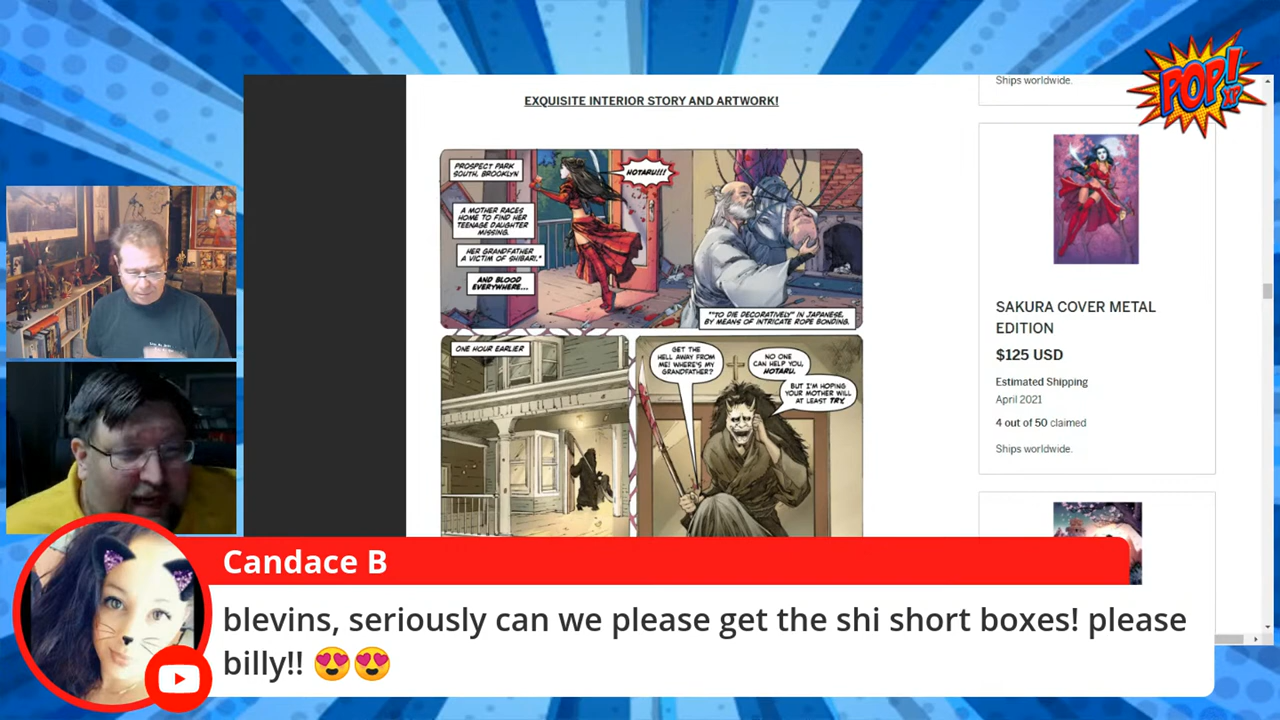 EXQUISITE INTERIOR STORY AND ARTWORK!
POP!
XP
Ships worldwide.
PROSPECT PARK
SOUTH, BROOKLYN
HOTARU!!!
A MOTHER RACES
HOME TO FIND HER
TEENAGE DAUGHTER
MISSING.
HER GRANDFATHER
A VICTIM OF SHIBARI.*
AND BLOOD
EVERYWHERE...
*"TO DIE DECORATIVELY" IN JAPANESE,
BY MEANS OF INTRICATE ROPE BONDING.
ONE HOUR EARLIER
GET THE
HELL AWAY FROM
ME! WHERE'S MY
GRANDFATHER?
NO ONE
CAN HELP YOU,
HOTARU.
BUT I'M HOPING
YOUR MOTHER WILL
AT LEAST TRY.
SAKURA COVER METAL
EDITION
$125 USD
Estimated Shipping
April 2021
4 out of 50 claimed
Ships worldwide.
Candace B
blevins, seriously can we please get the shi short boxes! please
billy!! 😍😍